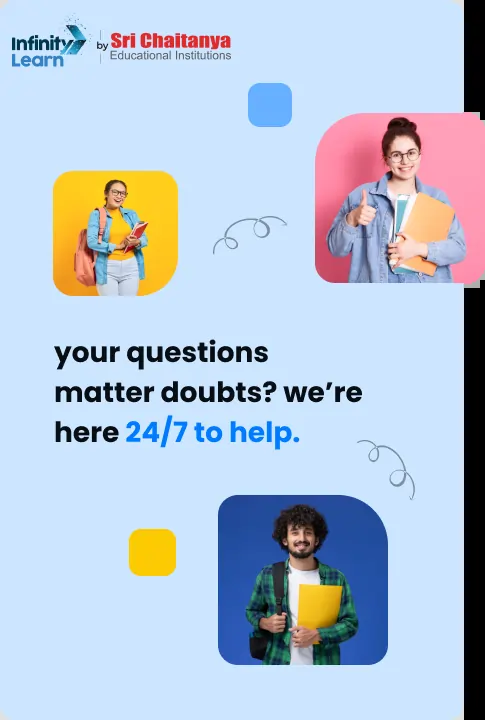 Infinity
Learn
by Sri Chaitanya
Educational Institutions
your questions
matter doubts? we’re
here 24/7 to help.